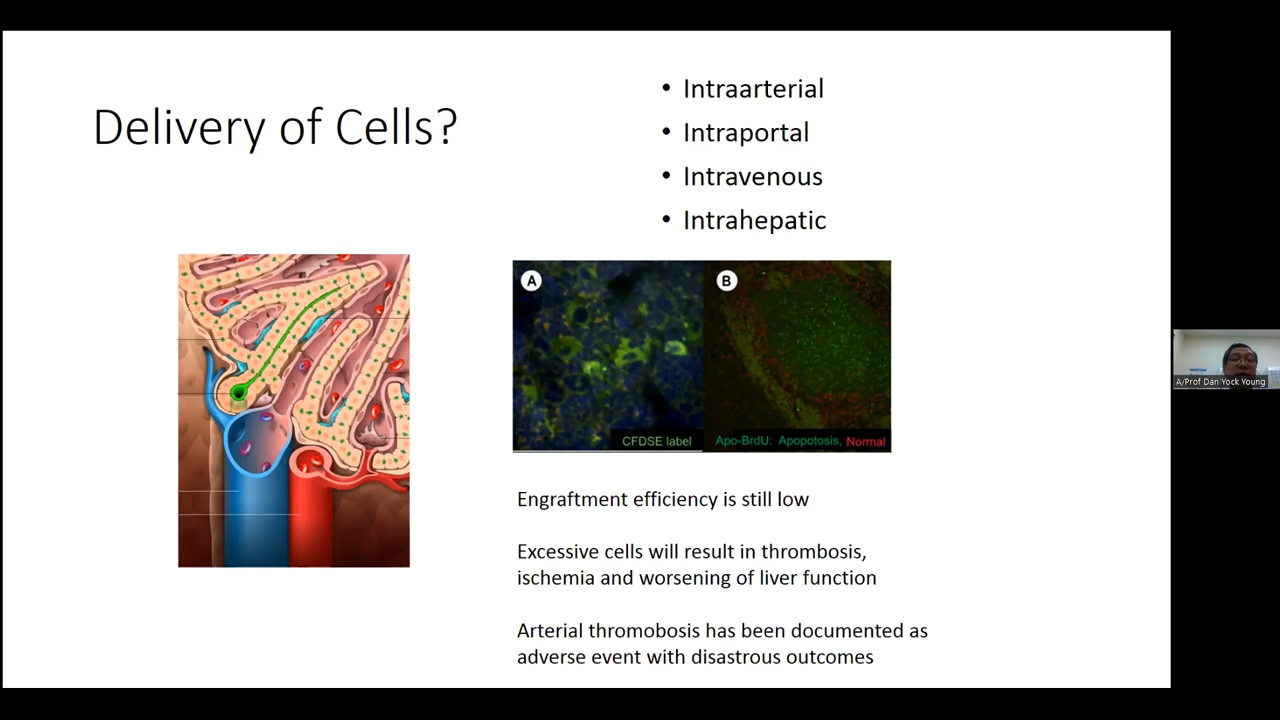 Delivery of Cells?
• Intraarterial
• Intraportal
• Intravenous
• Intrahepatic
A
B
CFDSE label
Apo-BrdU: Apopotosis, Normal
Engraftment efficiency is still low
Excessive cells will result in thrombosis,
ischemia and worsening of liver function
Arterial thromobosis has been documented as
adverse event with disastrous outcomes
A/Prof Dan Yock Young